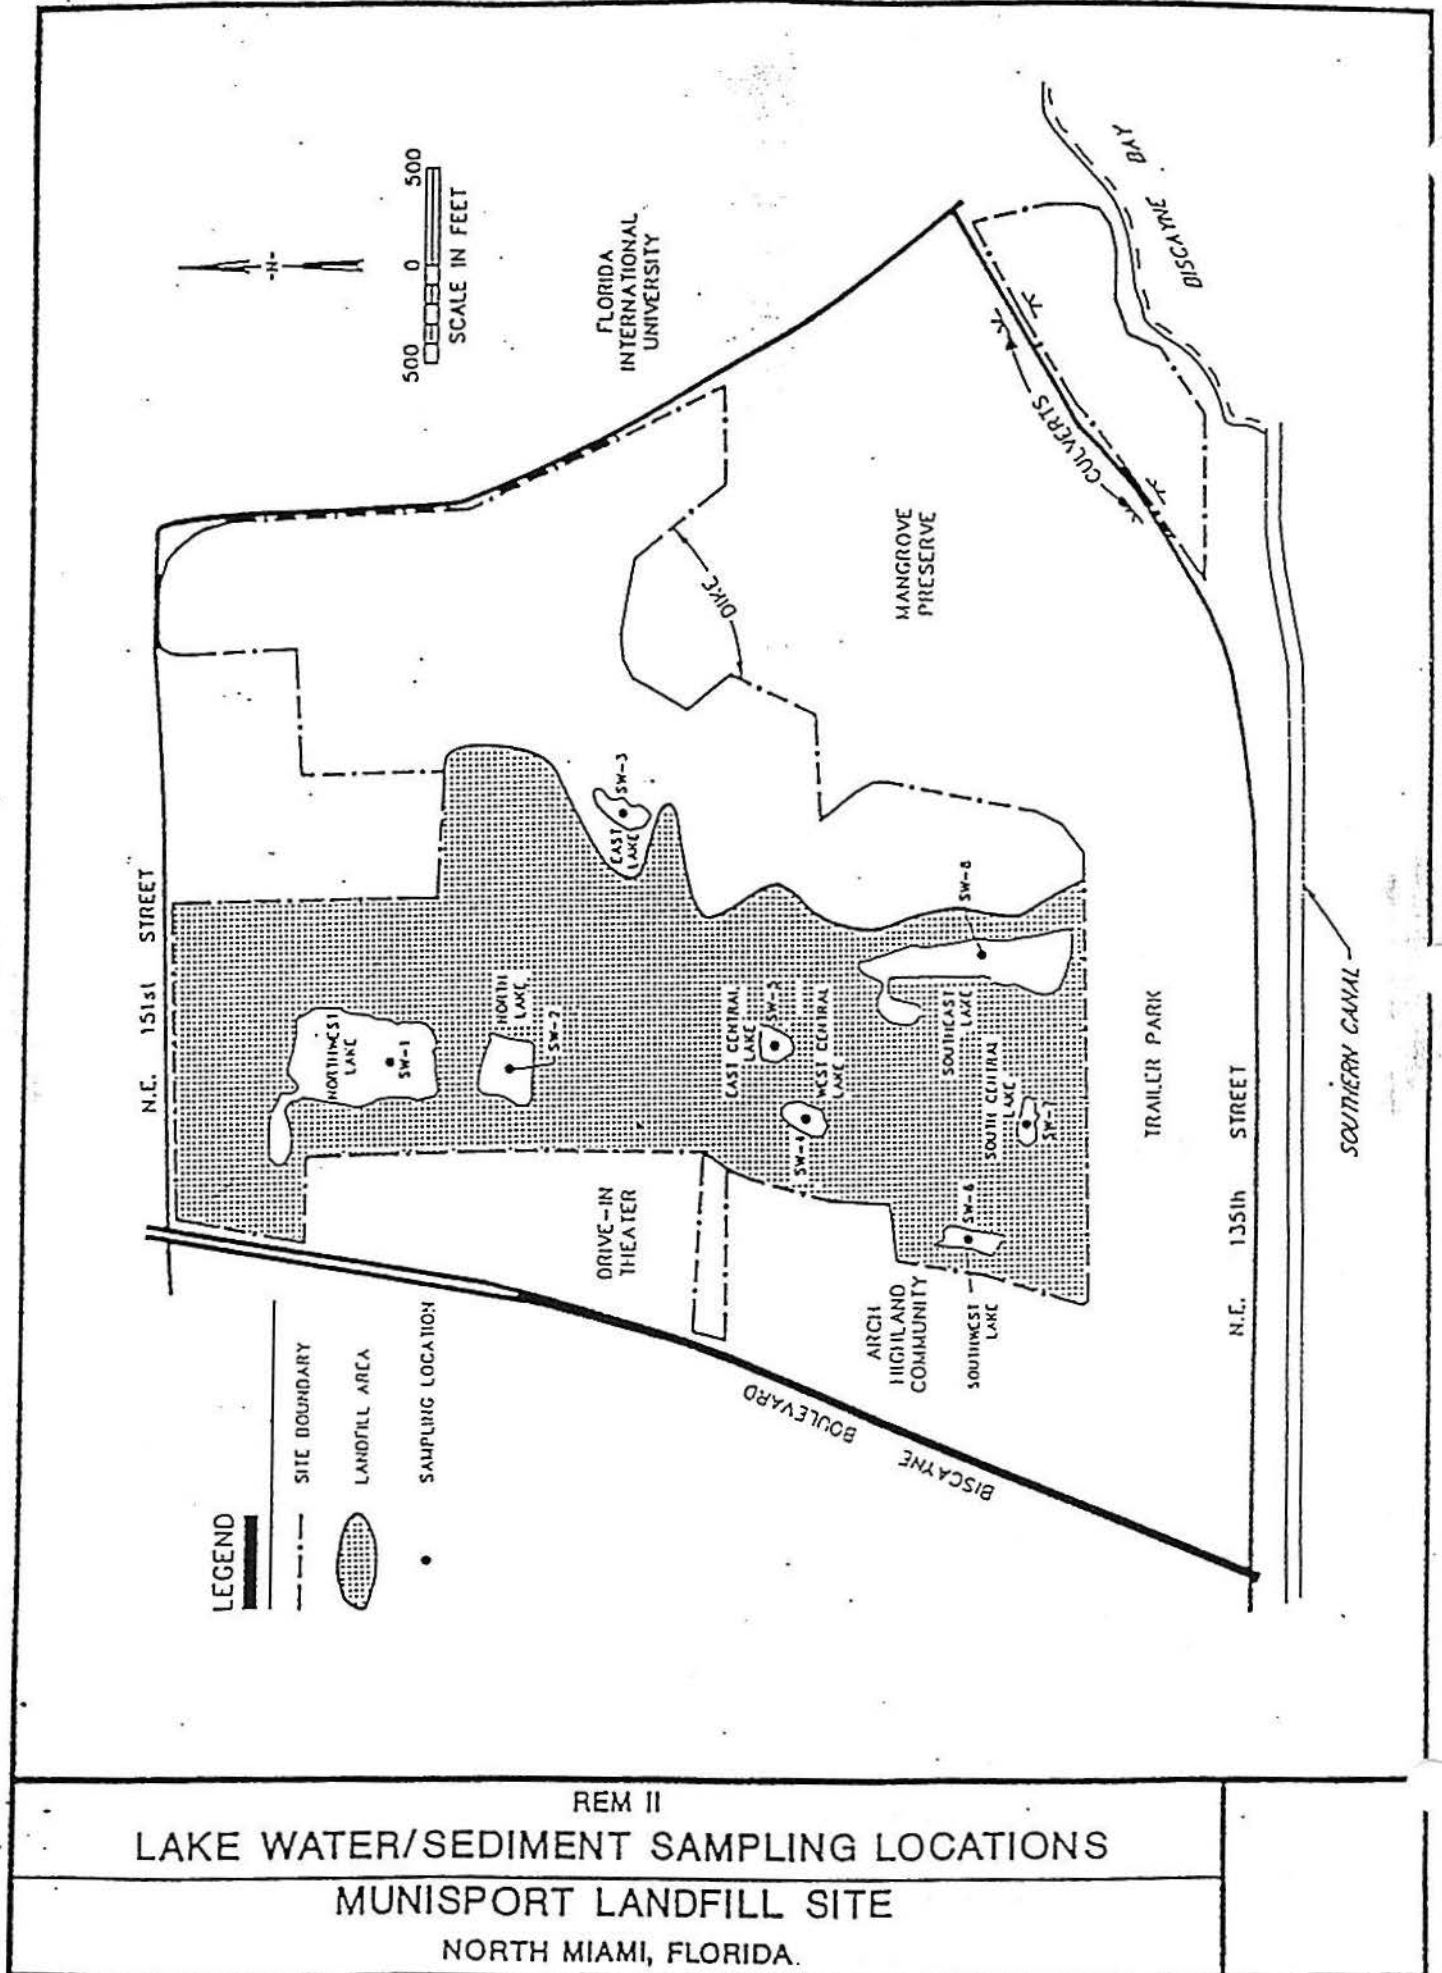 LEGEND
SITE BOUNDARY
LANDFILL AREA
SAMPLING LOCATION
-N-
500 0 500
SCALE IN FEET
N.E. 151st STREET
FLORIDA
INTERNATIONAL
UNIVERSITY
NORTHWEST
LAKE
SW-1
NORTH
LAKE
SW-2
EAST
LAKE
SW-3
DIKE
DRIVE-IN
THEATER
EAST CENTRAL
LAKE
WEST CENTRAL
LAKE
SW-4
MANGROVE
PRESERVE
CULVERTS
BISCAYNE BAY
BISCAYNE BOULEVARD
ARCH
HIGHLAND
COMMUNITY
SOUTHWEST
LAKE
SW-6
SOUTH CENTRAL
LAKE
SW-7
SOUTHEAST
LAKE
SW-8
TRAILER PARK
N.E. 135th STREET
SOUTHERN CANAL
REM II
LAKE WATER/SEDIMENT SAMPLING LOCATIONS
MUNISPORT LANDFILL SITE
NORTH MIAMI, FLORIDA.